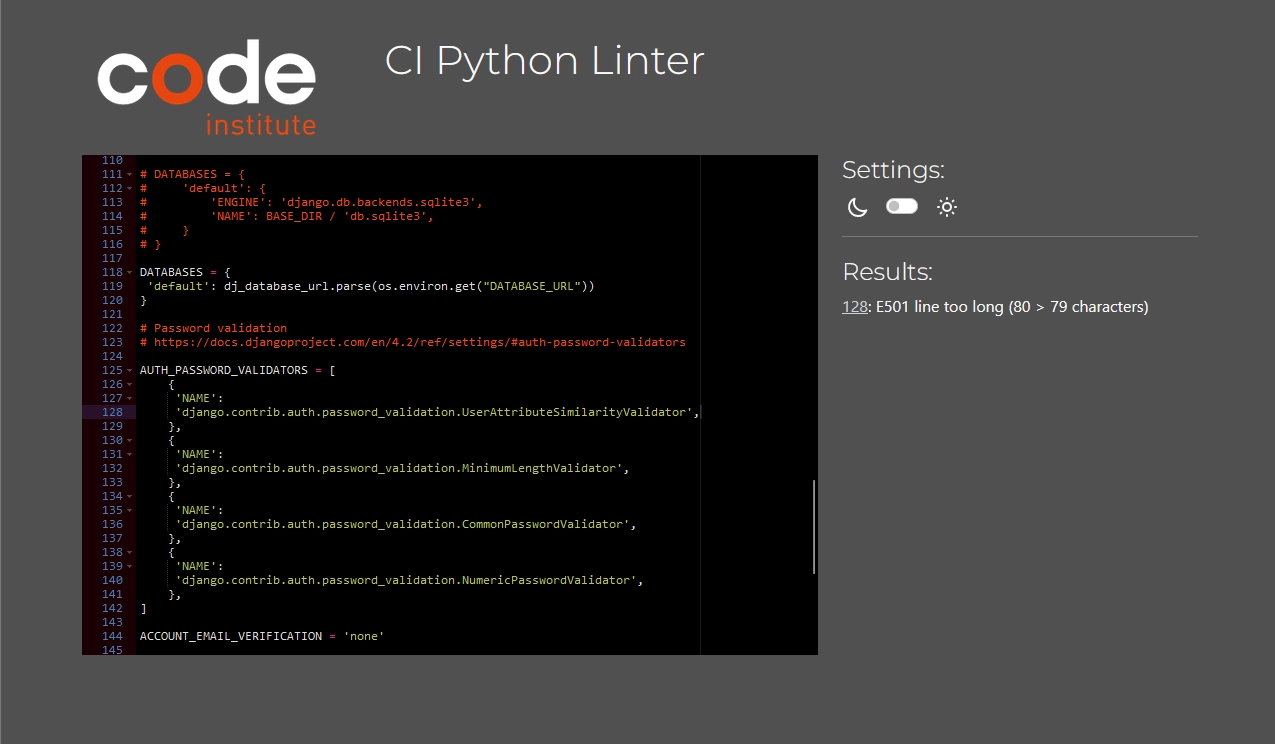 code
institute
CI Python Linter
110
111 # DATABASES = {
112 #     'default': {
113 #         'ENGINE': 'django.db.backends.sqlite3',
114 #         'NAME': BASE_DIR / 'db.sqlite3',
115 #     }
116 # }
117
118 DATABASES = {
119  'default': dj_database_url.parse(os.environ.get("DATABASE_URL"))
120 }
121
122 # Password validation
123 # https://docs.djangoproject.com/en/4.2/ref/settings/#auth-password-validators
124
125 AUTH_PASSWORD_VALIDATORS = [
126     {
127      'NAME':
128      'django.contrib.auth.password_validation.UserAttributeSimilarityValidator',
129     },
130     {
131      'NAME':
132      'django.contrib.auth.password_validation.MinimumLengthValidator',
133     },
134     {
135      'NAME':
136      'django.contrib.auth.password_validation.CommonPasswordValidator',
137     },
138     {
139      'NAME':
140      'django.contrib.auth.password_validation.NumericPasswordValidator',
141     },
142 ]
143
144 ACCOUNT_EMAIL_VERIFICATION = 'none'
145
Settings:
Results:
128: E501 line too long (80 > 79 characters)